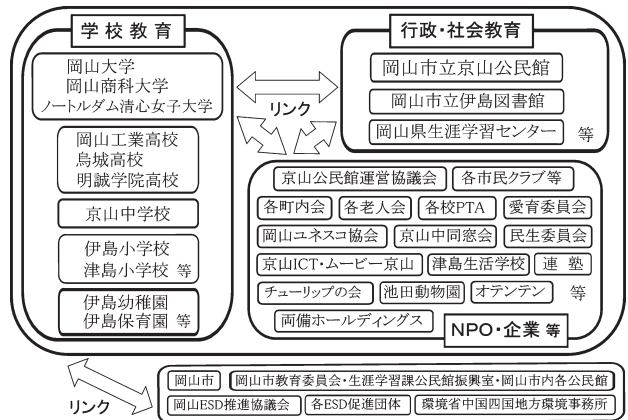 学校教育
岡山大学
岡山商科大学
ノートルダム清心女子大学
岡山工業高校
烏城高校
明誠学院高校
京山中学校
伊島小学校
津島小学校 等
伊島幼稚園
伊島保育園 等
リンク
行政・社会教育
岡山市立京山公民館
岡山市立伊島図書館
岡山県生涯学習センター 等
京山公民館運営協議会 各市民クラブ等
各町内会 各老人会 各校PTA 愛育委員会
岡山ユネスコ協会 京山中同窓会 民生委員会
京山ICT・ムービー京山 津島生活学校 連 塾
チューリップの会 池田動物園 オテンテン 等
両備ホールディングス
NPO・企業 等
リンク
岡山市 岡山市教育委員会・生涯学習課公民館振興室・岡山市内各公民館
岡山ESD推進協議会 各ESD促進団体 環境省中国四国地方環境事務所